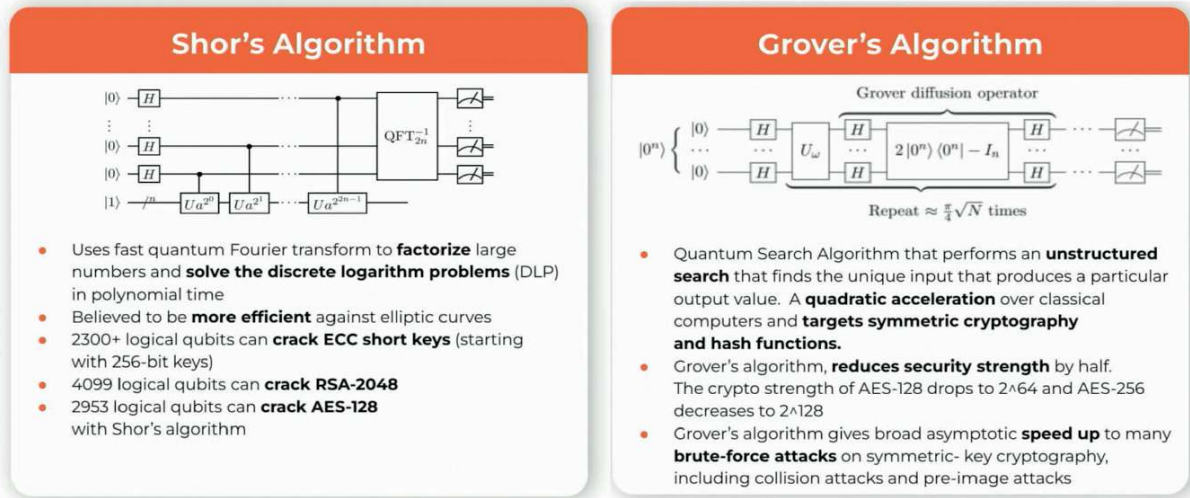 Shor's Algorithm
|0⟩ H ... QFT₂ₙ⁻¹
⋮ ⋮ ⋮
|0⟩ H ...
|0⟩ H ...
|1⟩ n Ua^2^0 Ua^2^1 ... Ua^2^2n−1
• Uses fast quantum Fourier transform to factorize large
numbers and solve the discrete logarithm problems (DLP)
in polynomial time
• Believed to be more efficient against elliptic curves
• 2300+ logical qubits can crack ECC short keys (starting
with 256-bit keys)
• 4099 logical qubits can crack RSA-2048
• 2953 logical qubits can crack AES-128
with Shor's algorithm
Grover's Algorithm
Grover diffusion operator
|0ⁿ⟩ { |0⟩ H Uω H 2|0ⁿ⟩⟨0ⁿ| − Iₙ H ...
... ... ... ... ...
|0⟩ H H H ...
Repeat ≈ π/4 √N times
• Quantum Search Algorithm that performs an unstructured
search that finds the unique input that produces a particular
output value. A quadratic acceleration over classical
computers and targets symmetric cryptography
and hash functions.
• Grover's algorithm, reduces security strength by half.
The crypto strength of AES-128 drops to 2^64 and AES-256
decreases to 2^128
• Grover's algorithm gives broad asymptotic speed up to many
brute-force attacks on symmetric- key cryptography,
including collision attacks and pre-image attacks